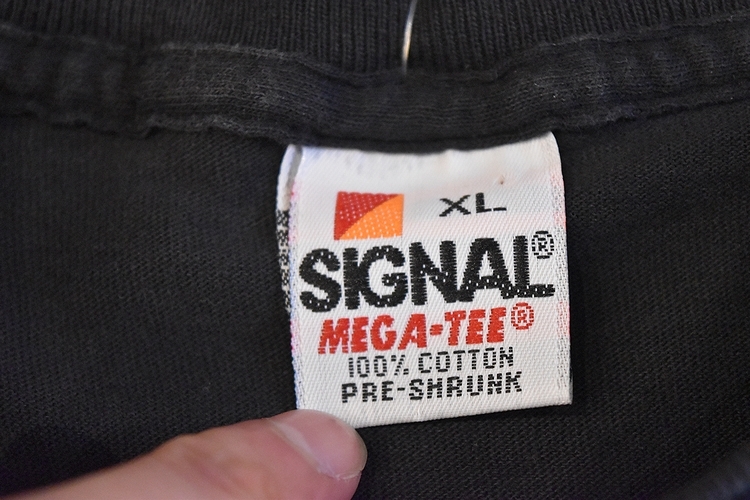 XL
SIGNAL®
MEGA-TEE®
100% COTTON
PRE-SHRUNK